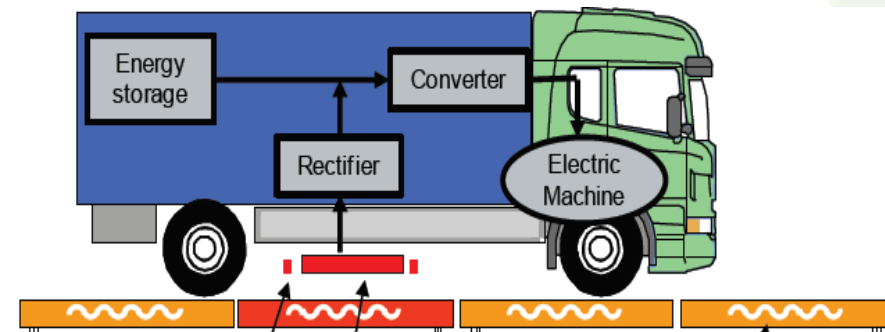 Energy
storage
Converter
Rectifier
Electric
Machine